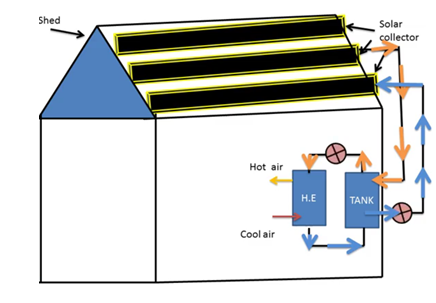 Shed
Solar
collector
Hot air
H.E
TANK
Cool air